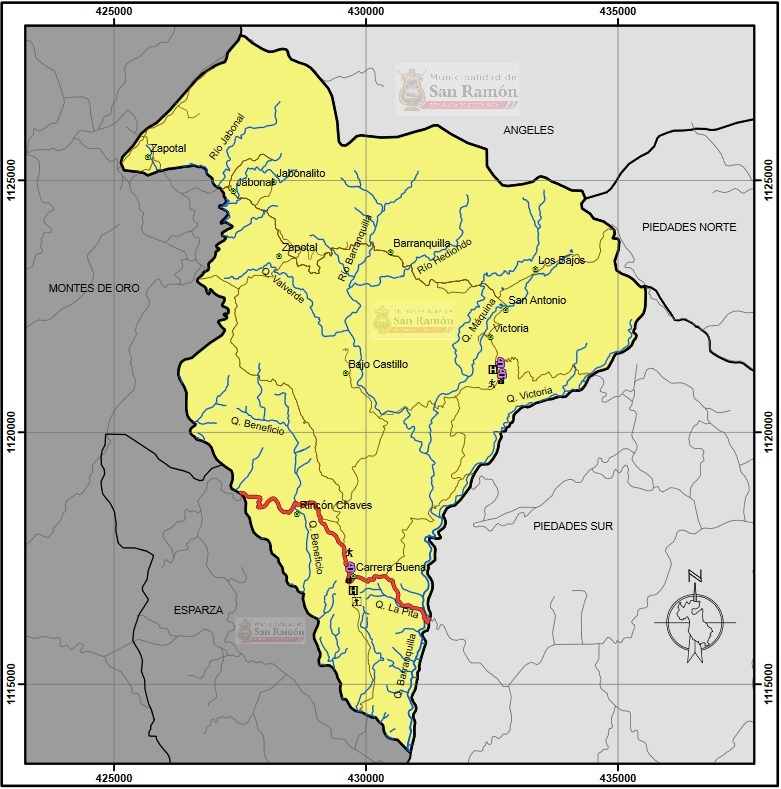 425000
430000
435000
Municipalidad de
San Ramón
ANGELES
Zapotal
Río Jabonal
Jabonalito
Jabonal
1125000
1125000
PIEDADES NORTE
Río Barranquilla
Barranquilla
Zapotal
Río Hediondo
Los Bajos
Q. Valverde
MONTES DE ORO
San Antonio
Municipalidad de
San Ramón
Q. Máquina
Victoria
Bajo Castillo
H
Q. Victoria
Q. Beneficio
1120000
1120000
Rincón Chaves
PIEDADES SUR
Q. Beneficio
Carrera Buena
N
H
Q. La Pita
ESPARZA
Municipalidad de
San Ramón
Q. Barranquilla
1115000
1115000
425000
430000
435000